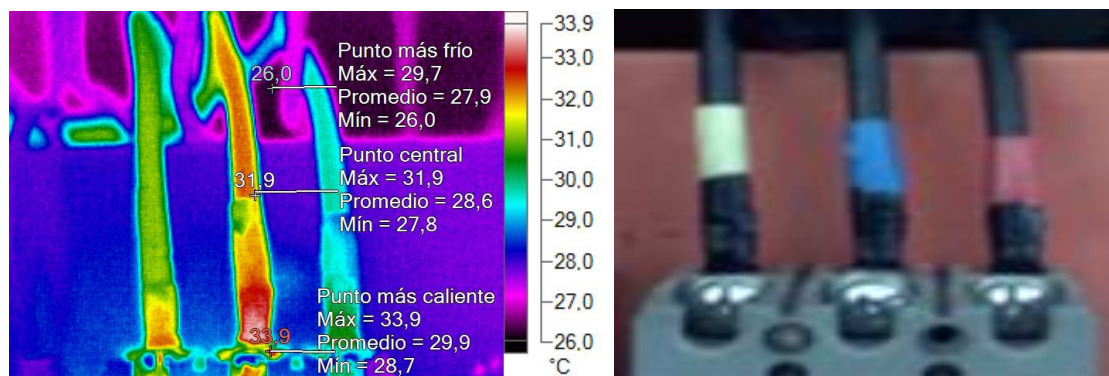 26,0
Punto más frío
Máx = 29,7
Promedio = 27,9
Mín = 26,0
31,9
Punto central
Máx = 31,9
Promedio = 28,6
Mín = 27,8
33,9
Punto más caliente
Máx = 33,9
Promedio = 29,9
Mín = 28,7
33,9
33,0
32,0
31,0
30,0
29,0
28,0
27,0
26,0
°C